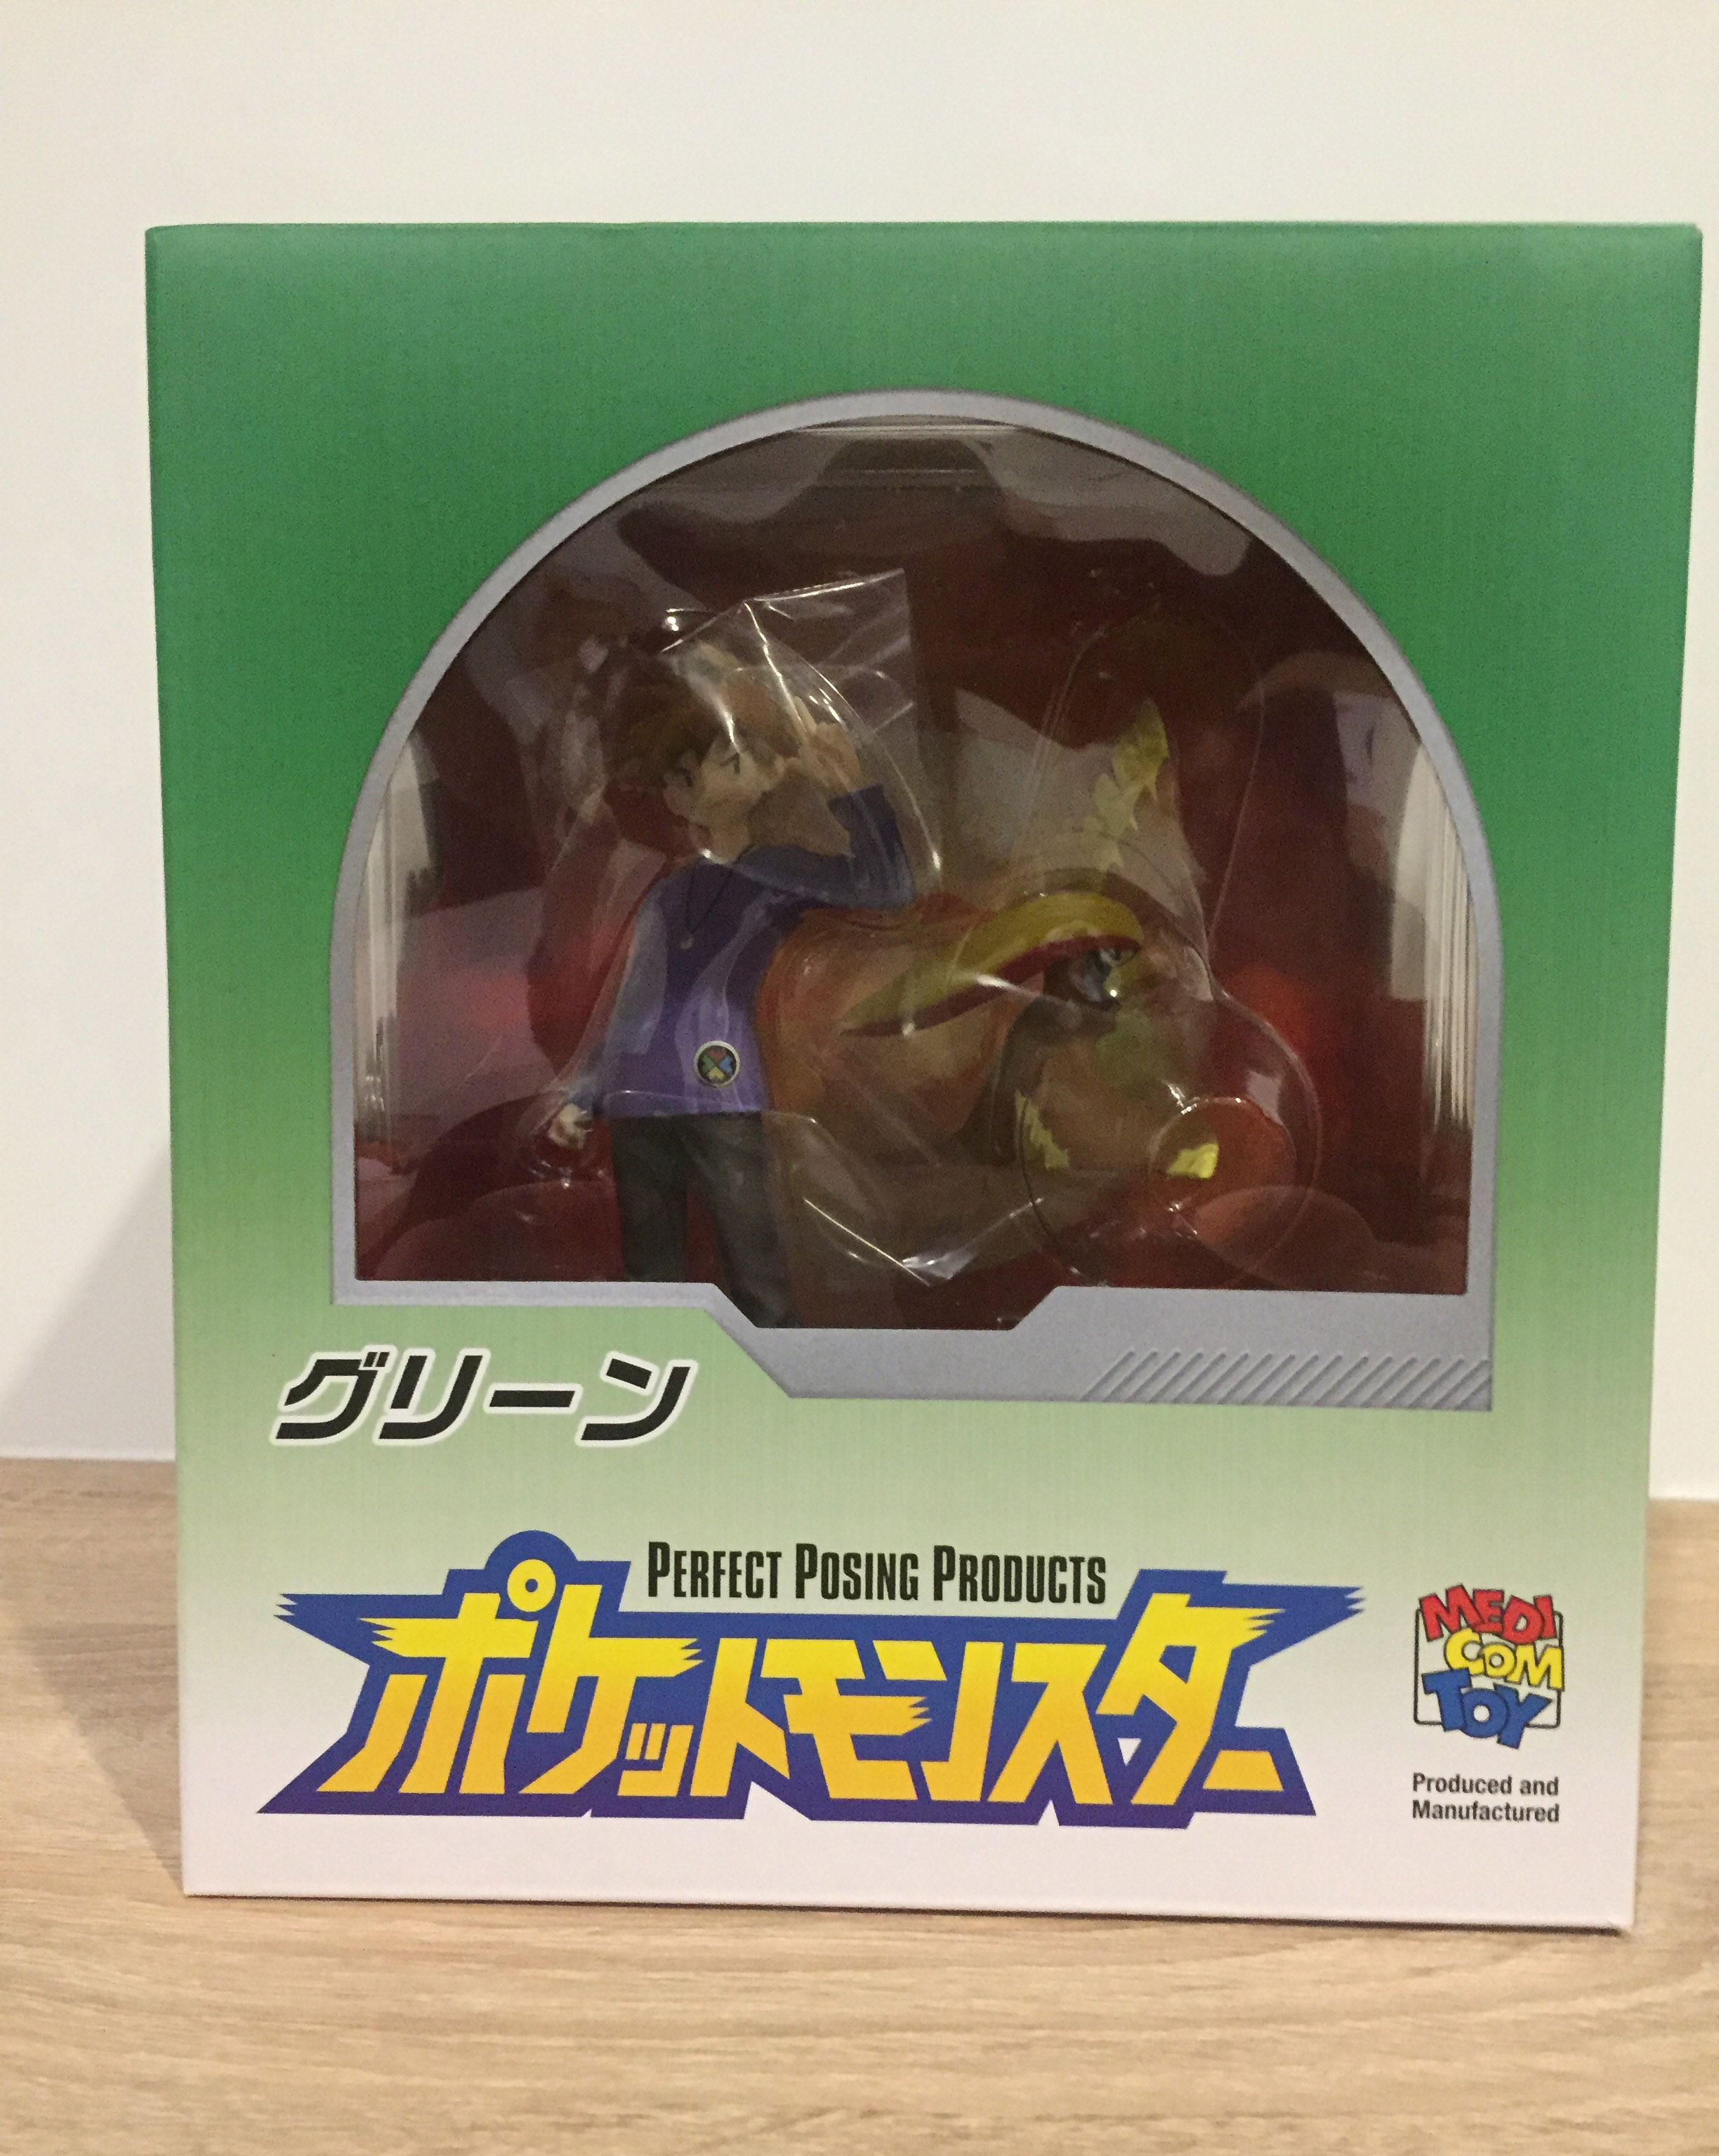 グリーン
PERFECT POSING PRODUCTS
ポケットモンスター
MEDI
COM
TOY
Produced and
Manufactured